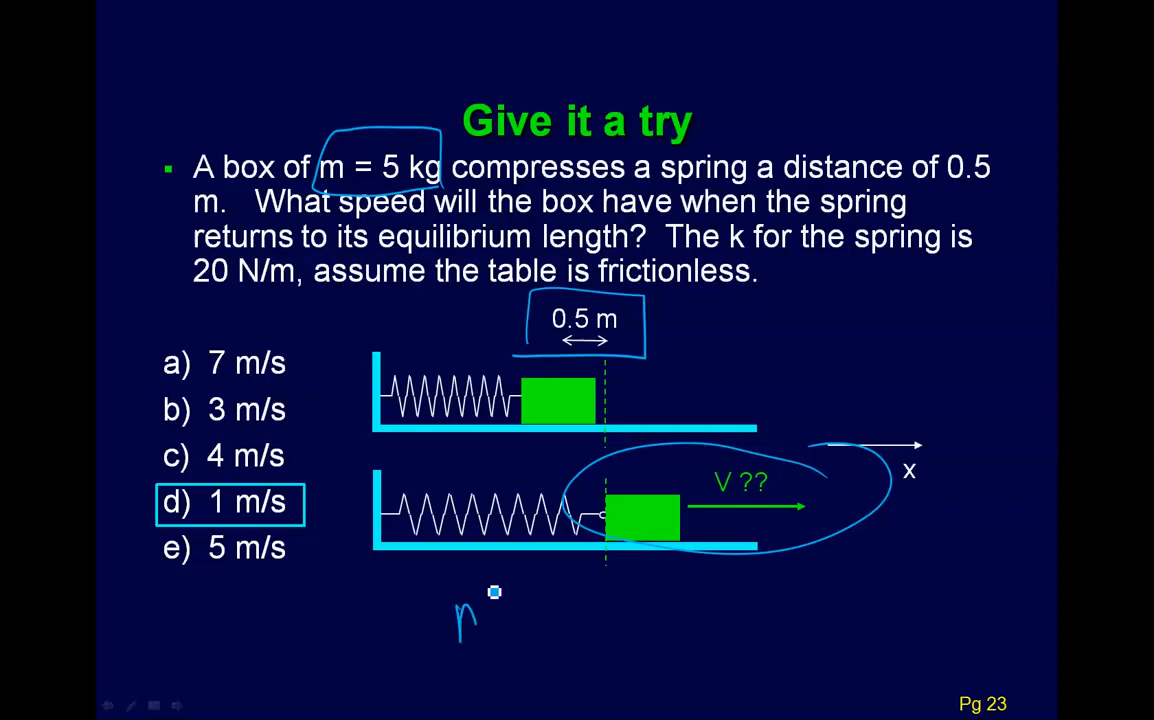 Give it a try
▪ A box of m = 5 kg compresses a spring a distance of 0.5
m. What speed will the box have when the spring
returns to its equilibrium length? The k for the spring is
20 N/m, assume the table is frictionless.
0.5 m
a) 7 m/s
b) 3 m/s
c) 4 m/s
d) 1 m/s
e) 5 m/s
V ??
x
Pg 23